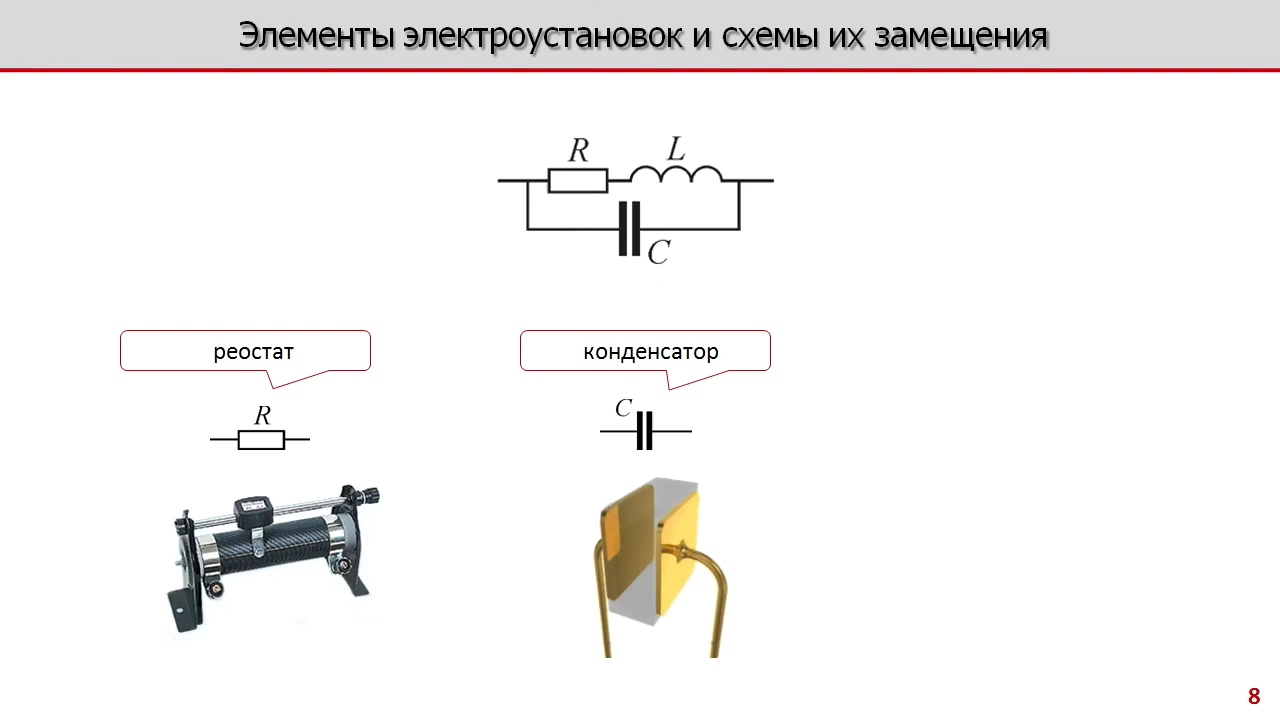 Элементы электроустановок и схемы их замещения
R
L
C
реостат
конденсатор
R
C
8